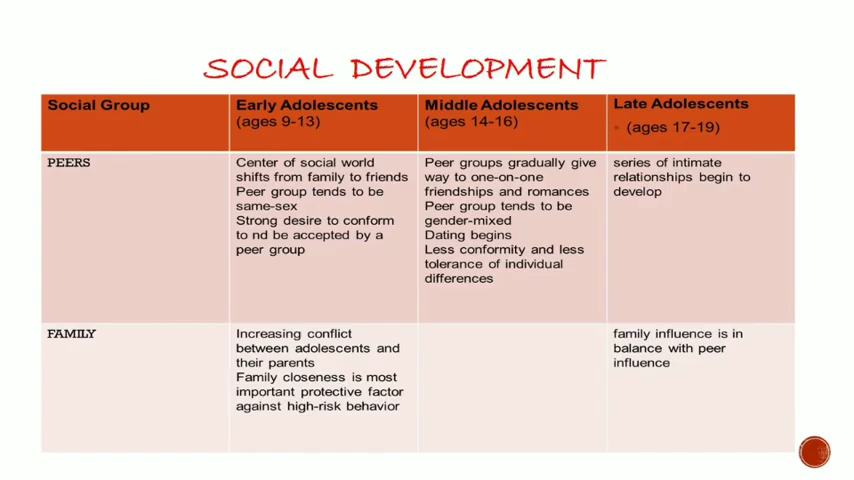 SOCIAL DEVELOPMENT
Social Group
Early Adolescents
(ages 9-13)
Middle Adolescents
(ages 14-16)
Late Adolescents
(ages 17-19)
PEERS
Center of social world
shifts from family to friends
Peer group tends to be
same-sex
Strong desire to conform
to nd be accepted by a
peer group
Peer groups gradually give
way to one-on-one
friendships and romances
Peer group tends to be
gender-mixed
Dating begins
Less conformity and less
tolerance of individual
differences
series of intimate
relationships begin to
develop
FAMILY
Increasing conflict
between adolescents and
their parents
Family closeness is most
important protective factor
against high-risk behavior
family influence is in
balance with peer
influence